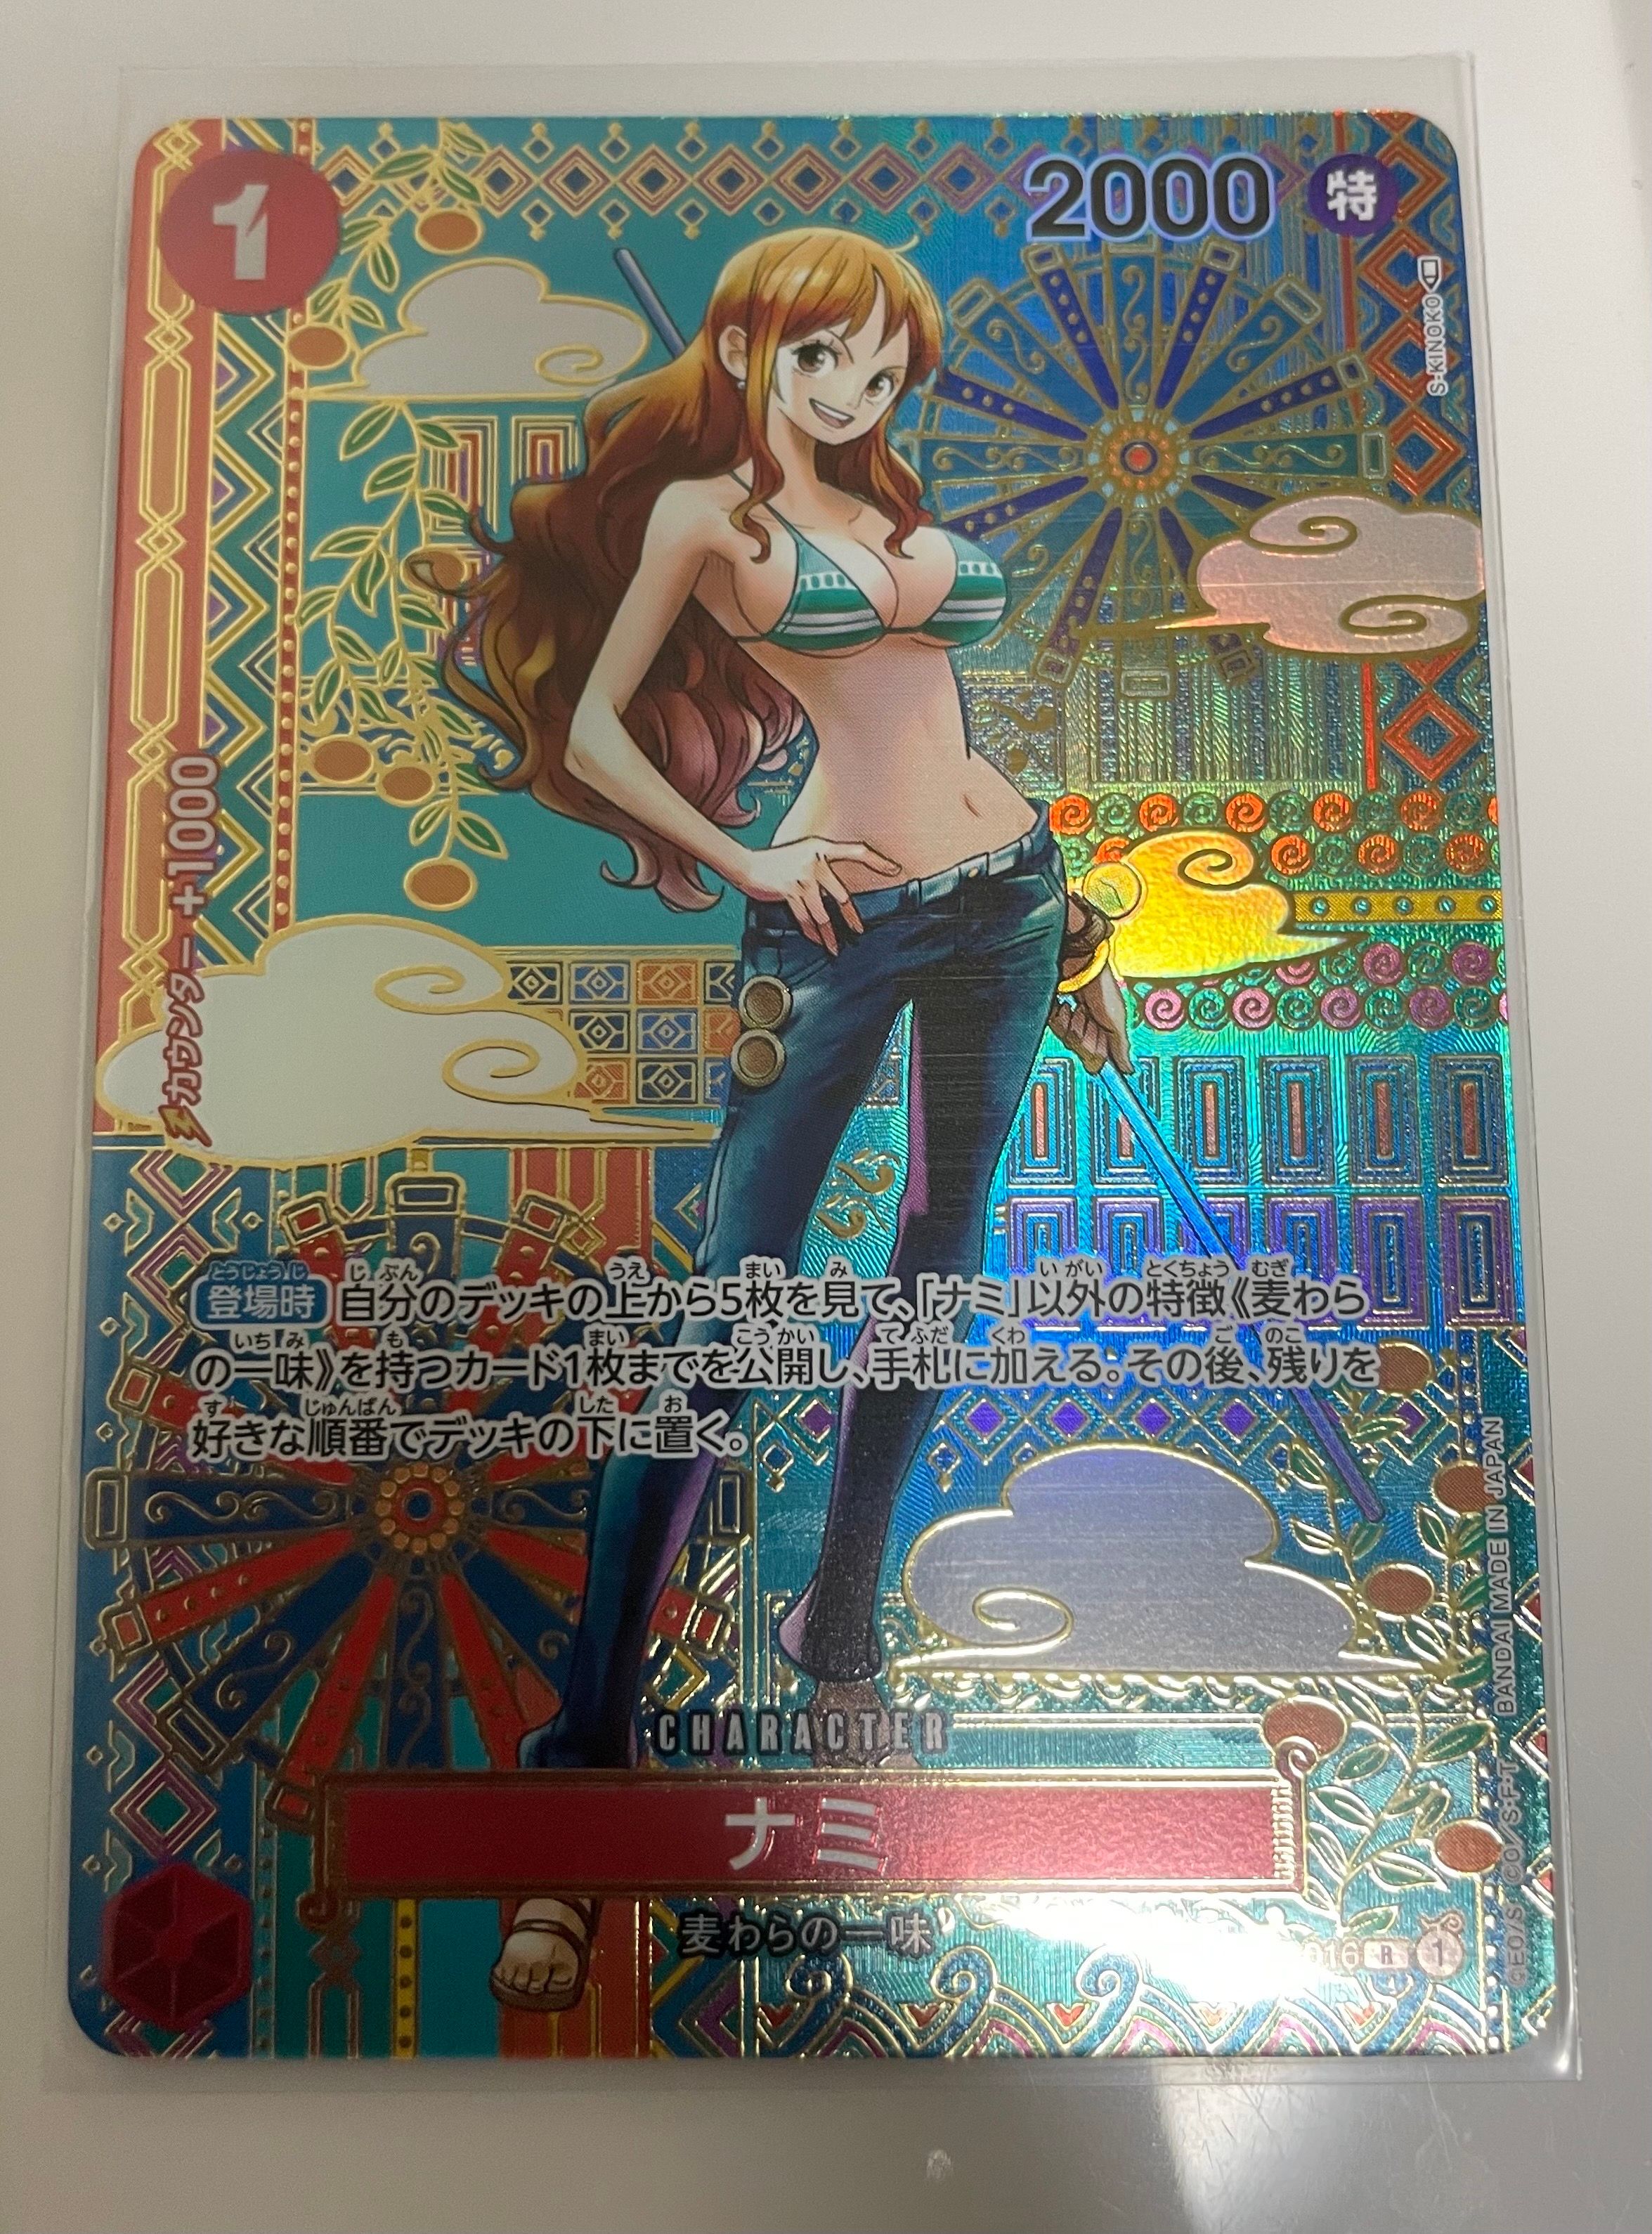 1
2000 特
S:KINOKO
カウンター +1000
登場時 自分のデッキの上から5枚を見て、「ナミ」以外の特徴《麦わら
の一味》を持つカード1枚までを公開し、手札に加える。その後、残りを
好きな順番でデッキの下に置く。
CHARACTER
ナミ
麦わらの一味
016 R 1
©EO/S. ©O./S.F.T BANDAI MADE IN JAPAN